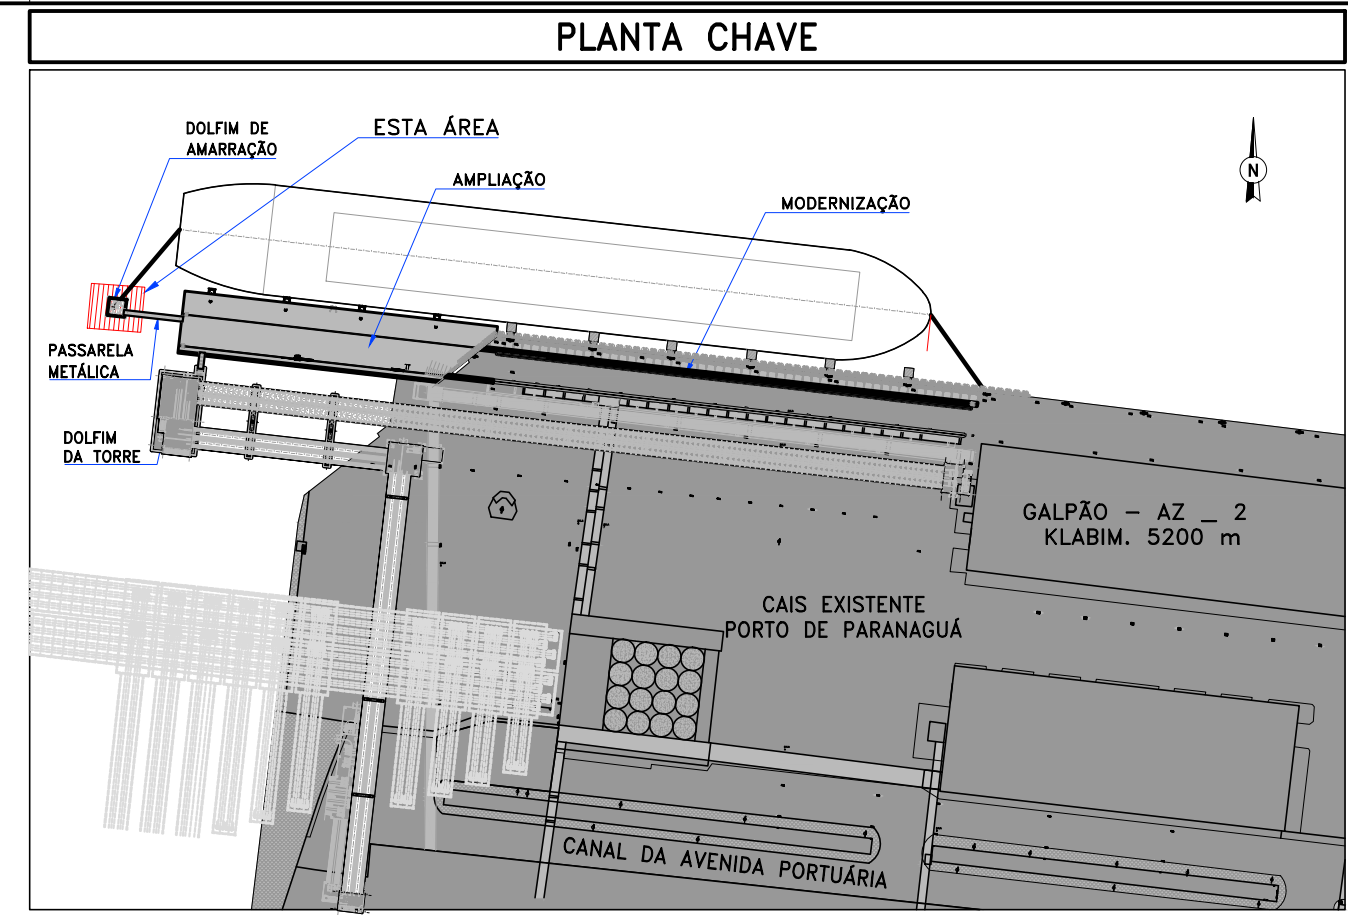 PLANTA CHAVE
DOLFIM DE
AMARRAÇÃO
ESTA ÁREA
AMPLIAÇÃO
MODERNIZAÇÃO
N
PASSARELA
METÁLICA
DOLFIM
DA TORRE
GALPÃO – AZ _ 2
KLABIM. 5200 m
CAIS EXISTENTE
PORTO DE PARANAGUÁ
CANAL DA AVENIDA PORTUÁRIA